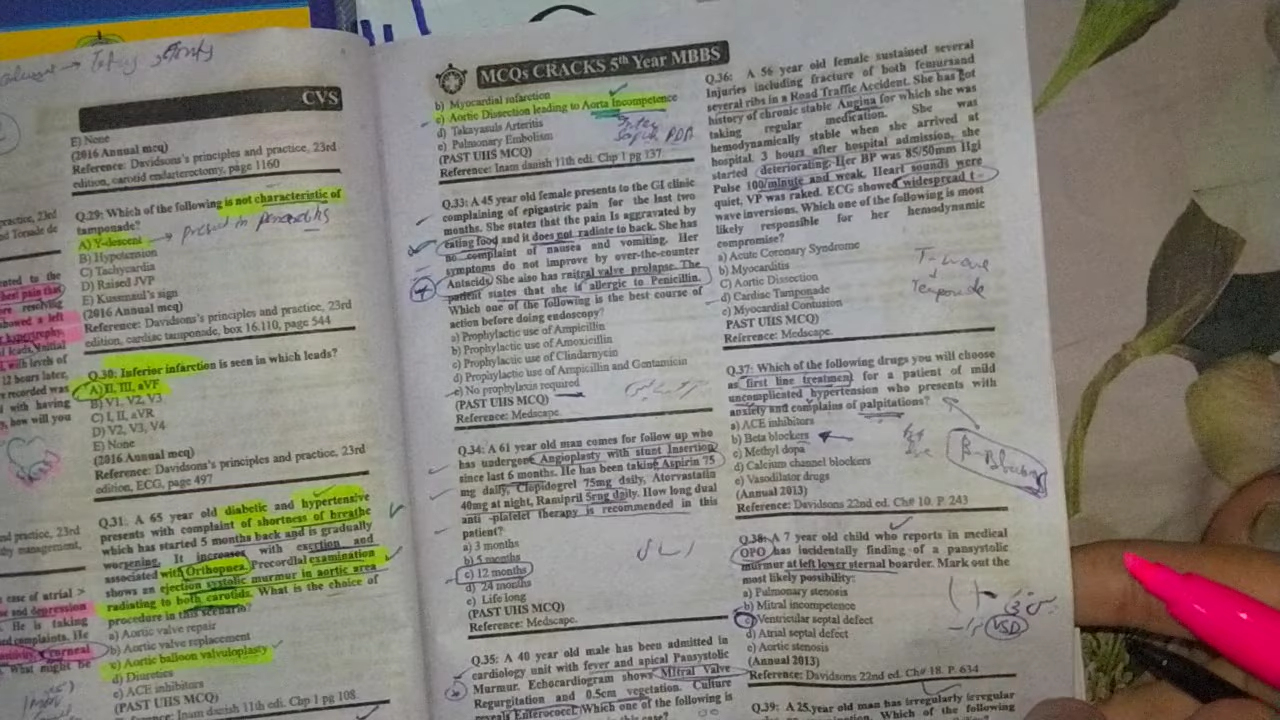 CVS
E) None
(2016 Annual mcq)
Reference: Davidsons's principles and practice, 23rd
edition, carotid endarterectomy, page 1160
Q.29: Which of the following is not characteristic of
tamponade?
A) Y-descent → present in pericarditis
B) Hypotension
C) Tachycardia
D) Raised JVP
E) Kussmaul's sign
(2016 Annual mcq)
Reference: Davidsons's principles and practice, 23rd
edition, cardiac tamponade, box 16.110, page 544
Q.30: Inferior infarction is seen in which leads?
A) II, III, aVF
B) V1, V2, V3
C) I, II, aVR
D) V2, V3, V4
E) None
(2016 Annual mcq)
Reference: Davidsons's principles and practice, 23rd
edition, ECG, page 497
Q.31: A 65 year old diabetic and hypertensive
presents with complaint of shortness of breathe
which has started 5 months back and is gradually
worsening. It increases with exertion and
associated with Orthopnea. Precordial examination
shows an ejection systolic murmur in aortic area
radiating to both carotids. What is the choice of
procedure in this scenario?
a) Aortic valve repair
b) Aortic valve replacement
c) Aortic balloon valvuloplasty
d) Diuretics
e) ACE inhibitors
(PAST UHS MCQ)
Reference: Inam danish 11th edi. Chp 1 pg 108
MCQs CRACKS 5th Year MBBS
b) Myocardial infarction
c) Aortic Dissection leading to Aorta Incompetence
d) Takayasuls Arteritis
e) Pulmonary Embolism
(PAST UHS MCQ)
Reference: Inam danish 11th edi. Chp 1 pg 137
Q.33: A 45 year old female presents to the GI clinic
complaining of epigastric pain for the last two
months. She states that the pain Is aggravated by
eating food and it does not radiate to back. She has
no complaint of nausea and vomiting. Her
symptoms do not improve by over-the-counter
Antacids. She also has rnitral valve prolapse. The
patient states that she is allergic to Penicillin.
Which one of the following is the best course of
action before doing endoscopy?
a) Prophylactic use of Ampicillin
b) Prophylactic use of Amoxicillin
c) Prophylactic use of Clindarnycin
d) Prophylactic use of Ampicillin and Gentamicin
e) No prophylaxis required
(PAST UHS MCQ)
Reference: Medscape.
Q.34: A 61 year old man comes for follow up who
has undergone Angioplasty with stunt Insertion
since last 6 months. He has been taking Aspirin 75
mg daily, Clopidogrel 75mg daily, Atorvastatin
40mg at night, Ramipril 5mg daily. How long dual
anti -platelet therapy is recommended in this
patient?
a) 3 months
b) 5 months
c) 12 months
d) 24 months
e) Life long
(PAST UHS MCQ)
Reference: Medscape.
Q.35: A 40 year old male has been admitted in
cardiology unit with fever and apical Pansystolic
Murmur. Echocardiogram shows Mitral Valve
Regurgitation and 0.5cm vegetation. Culture
reveals Enterococci. Which one of the following is
Q.36: A 56 year old female sustained several
Injuries including fracture of both femursand
several ribs in a Road Traffic Accident. She has got
history of chronic stable Angina for which she was
taking regular medication. She was
hemodynamically stable when she arrived at
hospital. 3 hours after hospital admission, she
started deteriorating. Her BP was 85/50mm Hgl
Pulse 100/minute and weak. Heart sounds were
quiet, VP was raked. ECG showed widespread t-
wave inversions. Which one of the following is most
likely responsible for her hemodynamic
compromise?
a) Acute Coronary Syndrome
b) Myocarditis
C) Aortic Dissection
d) Cardiac Tamponade
e) Myocardial Contusion
PAST UHS MCQ)
Reference: Medscape.
T-wave
↓
Temponade
Q.37: Which of the following drugs you will choose
as first line treatment for a patient of mild
uncomplicated hypertension who presents with
anxiety and complains of palpitations?
a) ACE inhibitors
b) Beta blockers
c) Methyl dopa
d) Calcium channel blockers
e) Vasodilator drugs
(Annual 2013)
Reference: Davidsons 22nd ed. Ch# 10. P. 243
β-Blockers
Q.38: A 7 year old child who reports in medical
OPO has incidentally finding of a pansystolic
murmur at left lower sternal boarder. Mark out the
most likely possibility:
a) Pulmonary stenosis
b) Mitral incompetence
c) Ventricular septal defect
d) Atrial septal defect
e) Aortic stenosis
(Annual 2013)
Reference: Davidsons 22nd ed. Ch# 18. P. 634
VSD
Q.39: A 25.year old man has irregularly irregular